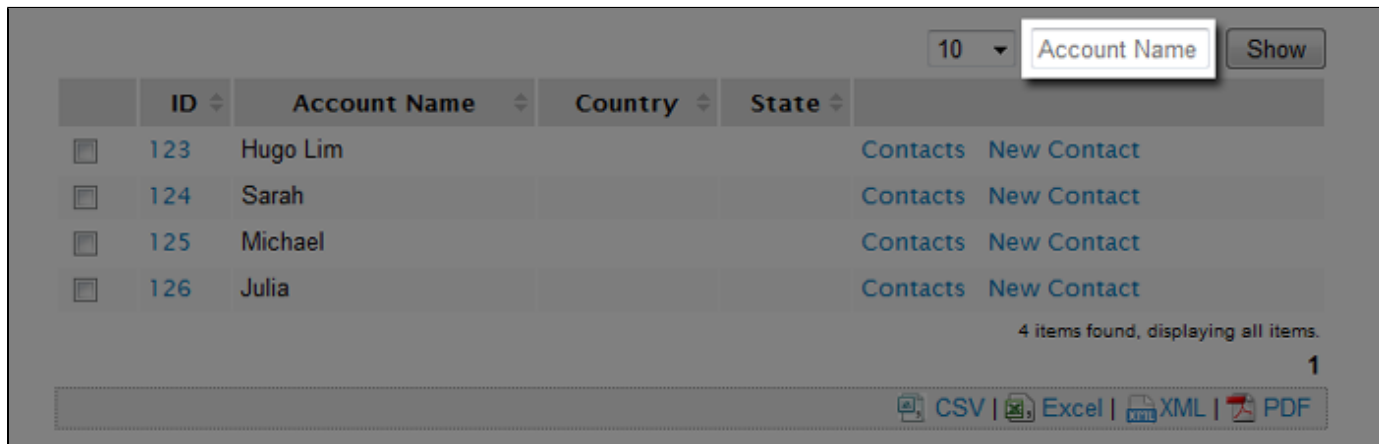 10 Account Name Show
ID Account Name Country State
123 Hugo Lim Contacts New Contact
124 Sarah Contacts New Contact
125 Michael Contacts New Contact
126 Julia Contacts New Contact
4 items found, displaying all items.
1
CSV | Excel | XML | PDF